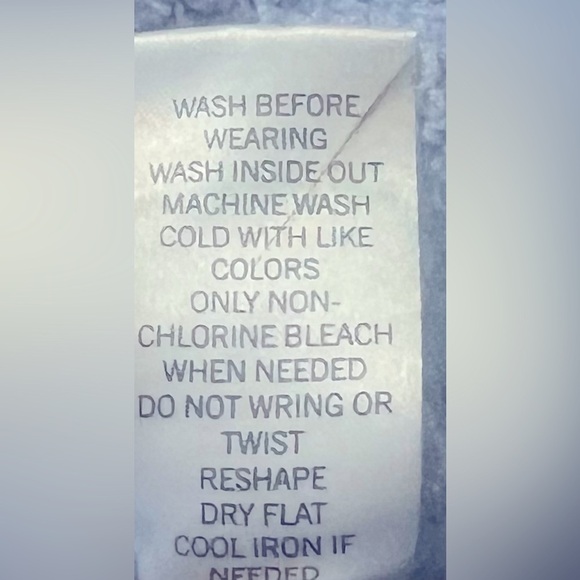 WASH BEFORE
WEARING
WASH INSIDE OUT
MACHINE WASH
COLD WITH LIKE
COLORS
ONLY NON-
CHLORINE BLEACH
WHEN NEEDED
DO NOT WRING OR
TWIST
RESHAPE
DRY FLAT
COOL IRON IF
NEEDED